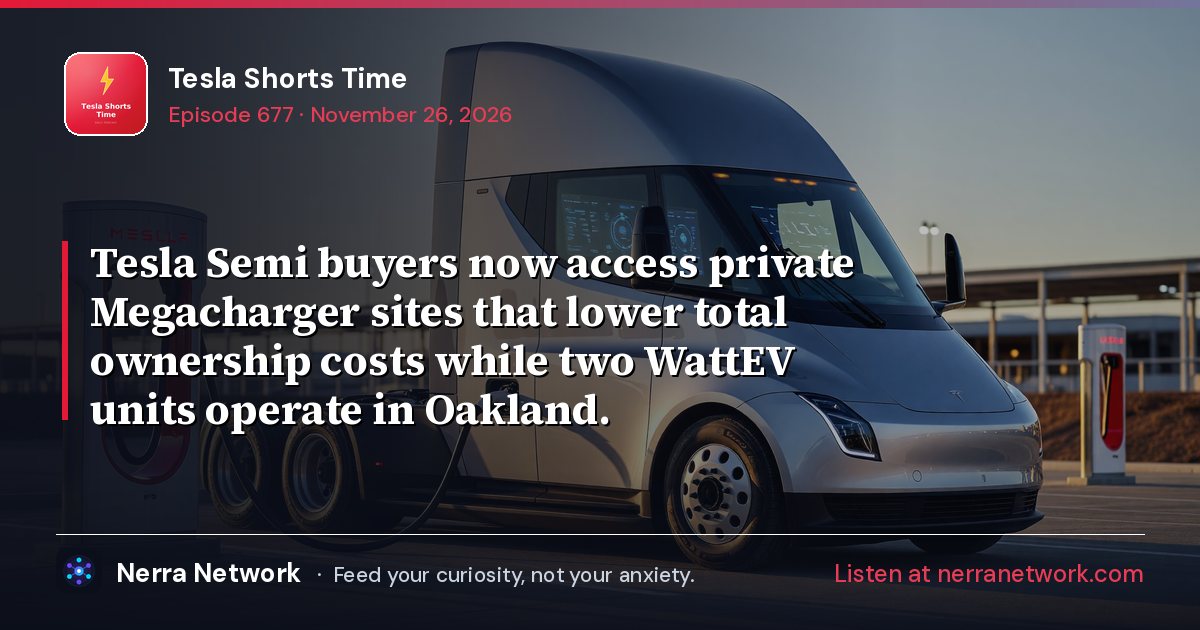 Tesla Shorts Time
Episode 677 · November 26, 2026
Tesla Shorts
Time
MESLLA
Tesla Semi buyers now access private
Megacharger sites that lower total
ownership costs while two WattEV
units operate in Oakland.
Nerra Network · Feed your curiosity, not your anxiety.
Listen at nerranetwork.com